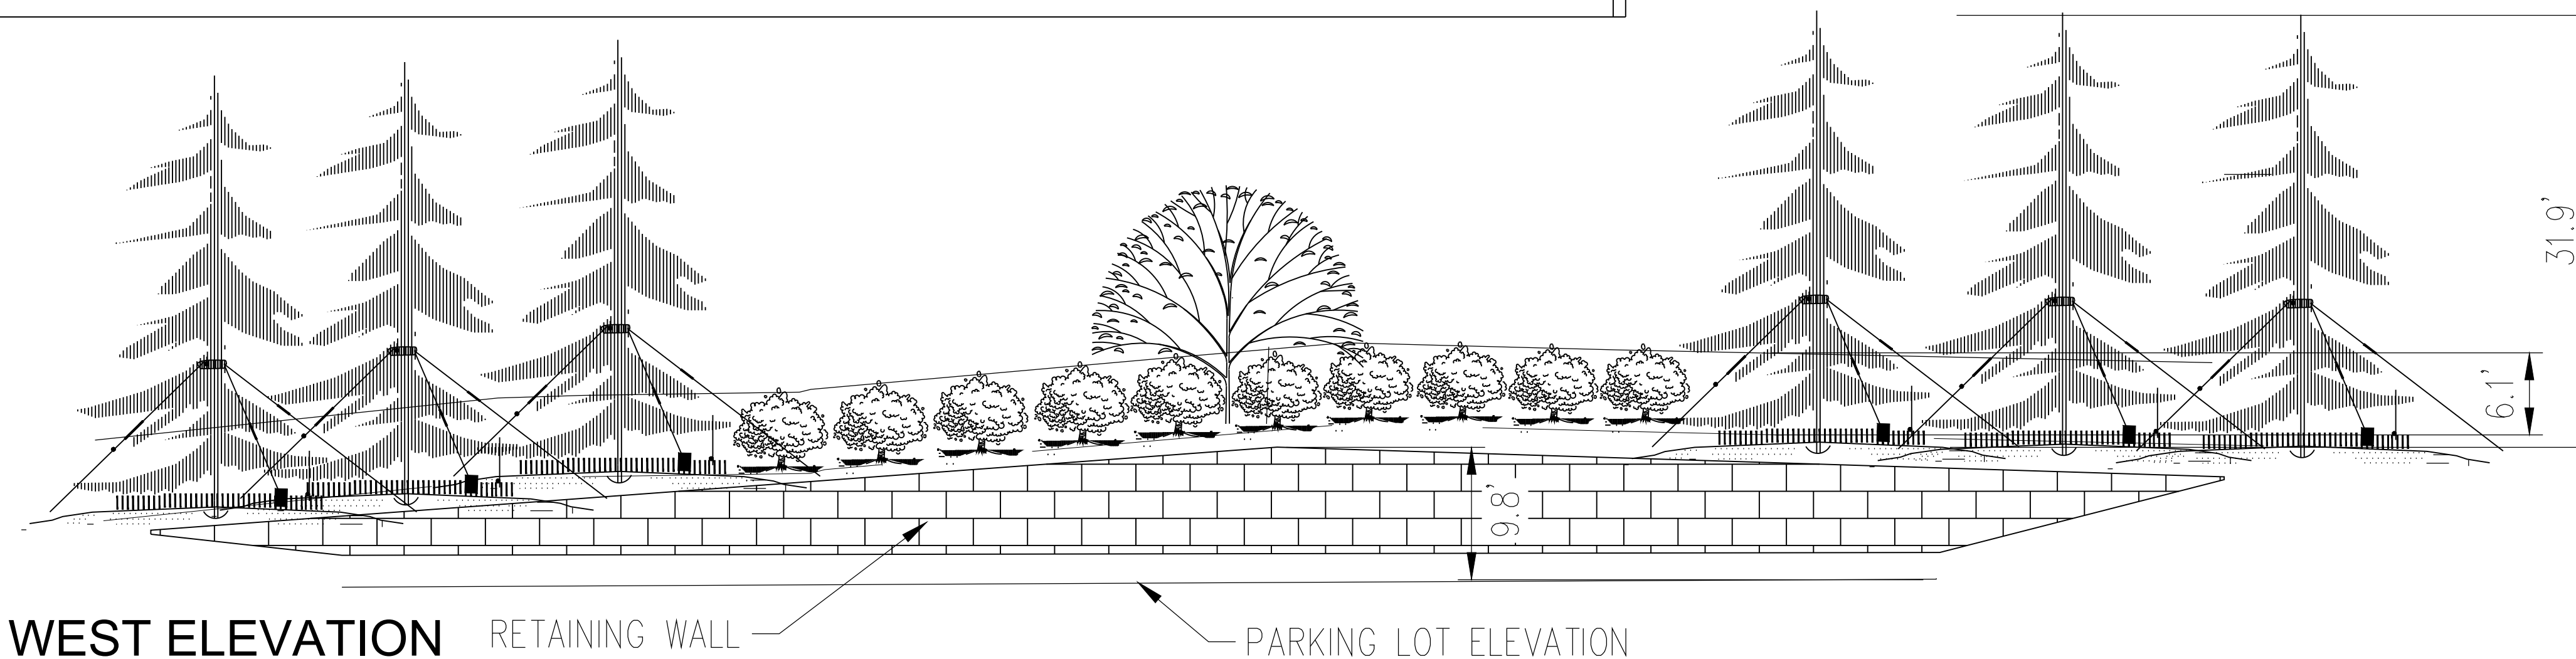 31.9'
6.1'
9.8'
WEST ELEVATION
RETAINING WALL
PARKING LOT ELEVATION